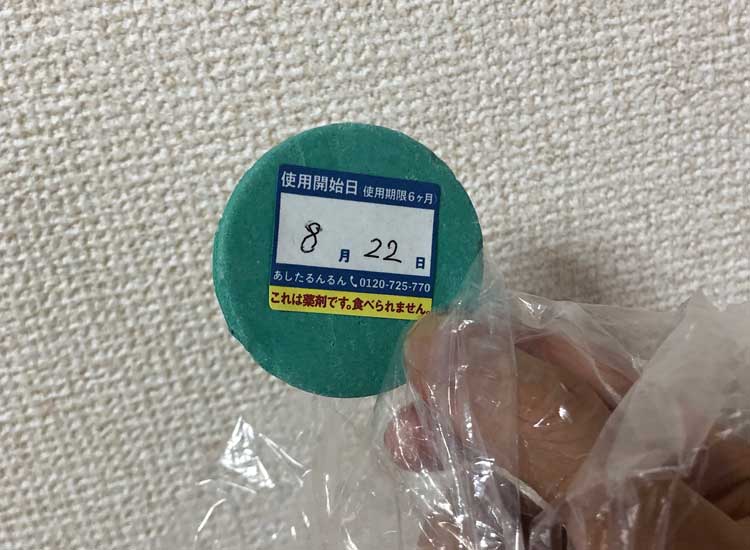 使用開始日 (使用期限6ヶ月)
8月22日
あしたるんるん 0120-725-770
これは薬剤です。食べられません。